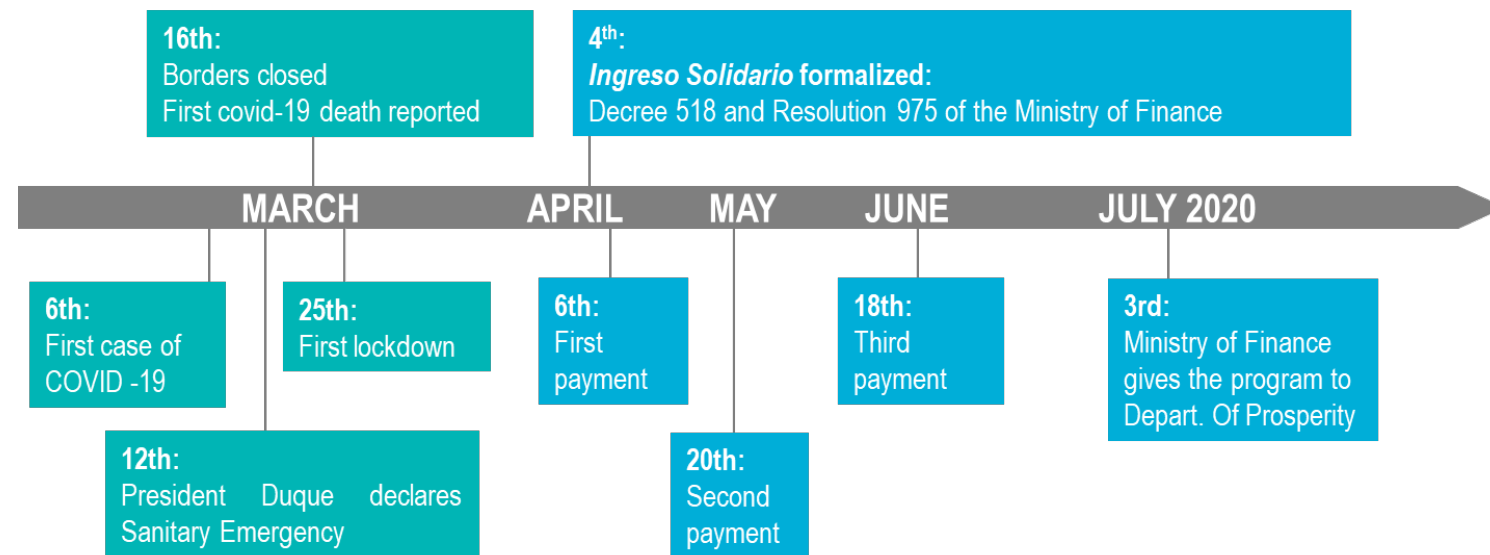 16th:
Borders closed
First covid-19 death reported
4th:
Ingreso Solidario formalized:
Decree 518 and Resolution 975 of the Ministry of Finance
MARCH
APRIL
MAY
JUNE
JULY 2020
6th:
First case of
COVID -19
25th:
First lockdown
6th:
First
payment
18th:
Third
payment
3rd:
Ministry of Finance
gives the program to
Depart. Of Prosperity
12th:
President Duque declares
Sanitary Emergency
20th:
Second
payment